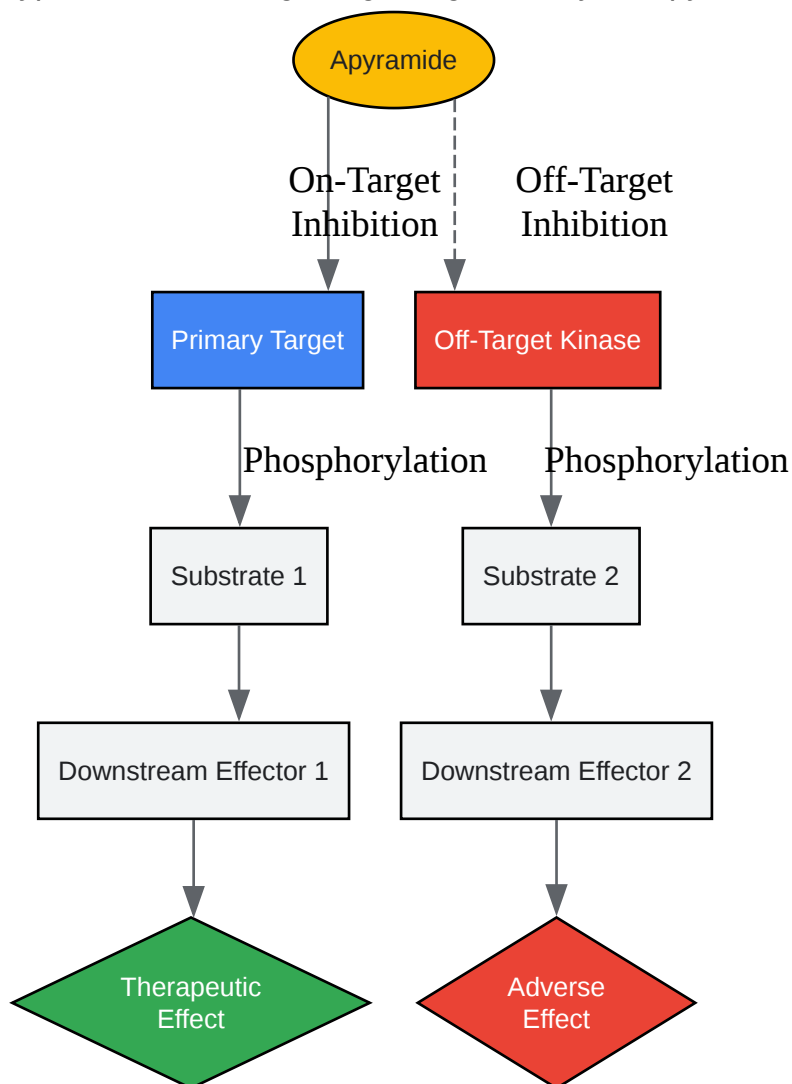 Apyramide
On-Target
Inhibition
Off-Target
Inhibition
Primary Target
Off-Target Kinase
Phosphorylation
Phosphorylation
Substrate 1
Substrate 2
Downstream Effector 1
Downstream Effector 2
Therapeutic
Effect
Adverse
Effect